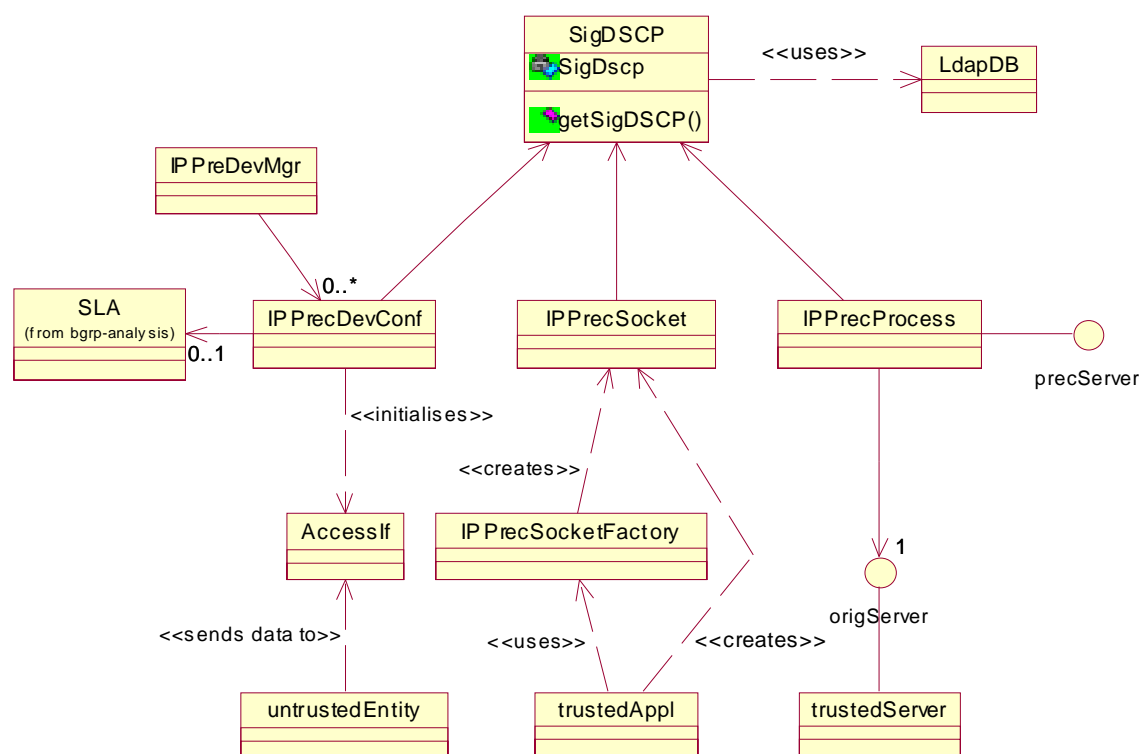 SigDSCP
SigDscp
getSigDSCP()
<<uses>>
LdapDB
IPPreDevMgr
0..*
SLA
(from bgrp-analysis)
0..1
IPPrecDevConf
IPPrecSocket
IPPrecProcess
precServer
<<initialises>>
<<creates>>
AccessIf
IPPrecSocketFactory
1
origServer
<<sends data to>>
<<uses>>
<<creates>>
untrustedEntity
trustedAppl
trustedServer